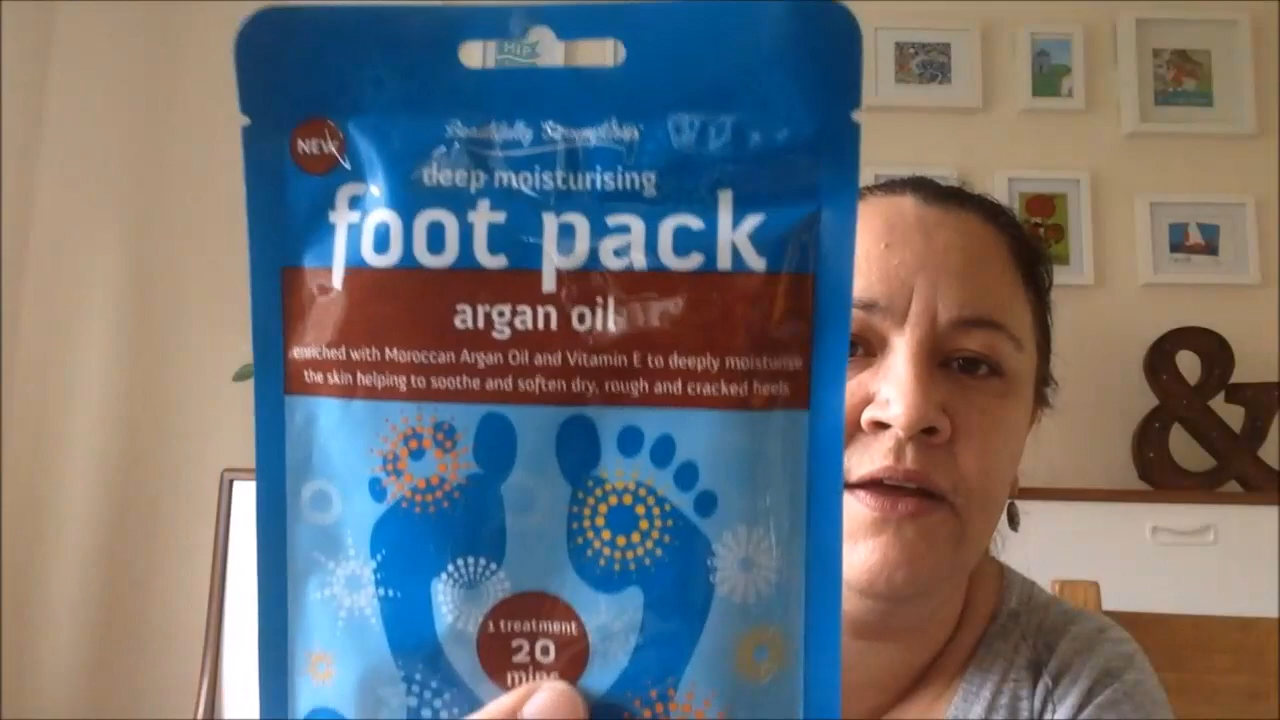 Hip
NEW
deep moisturising
foot pack
argan oil
enriched with Moroccan Argan Oil and Vitamin E to deeply moisturise
the skin helping to soothe and soften dry, rough and cracked heels
1 treatment
20
mins
&